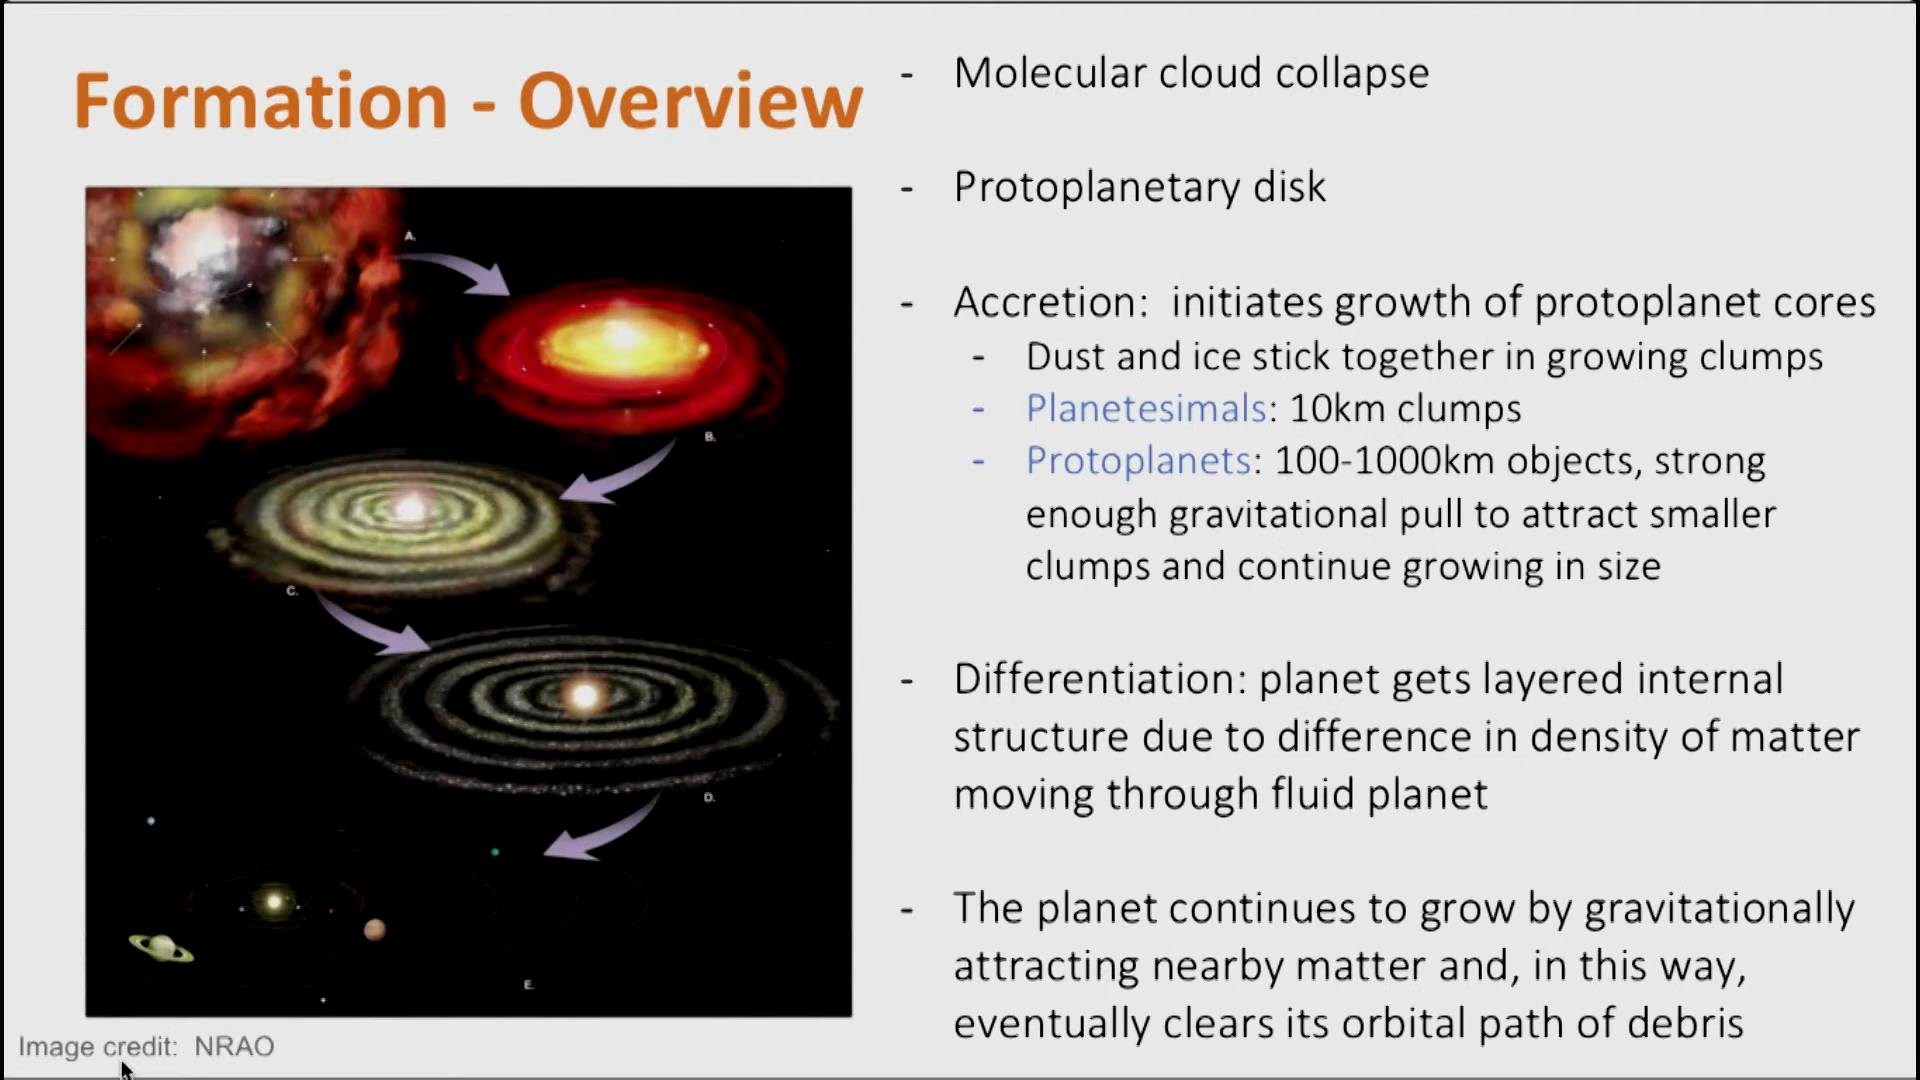 Formation - Overview
- Molecular cloud collapse
- Protoplanetary disk
- Accretion: initiates growth of protoplanet cores
- Dust and ice stick together in growing clumps
- Planetesimals: 10km clumps
- Protoplanets: 100-1000km objects, strong
enough gravitational pull to attract smaller
clumps and continue growing in size
- Differentiation: planet gets layered internal
structure due to difference in density of matter
moving through fluid planet
- The planet continues to grow by gravitationally
attracting nearby matter and, in this way,
eventually clears its orbital path of debris
A.
B.
C.
D.
E.
Image credit: NRAO